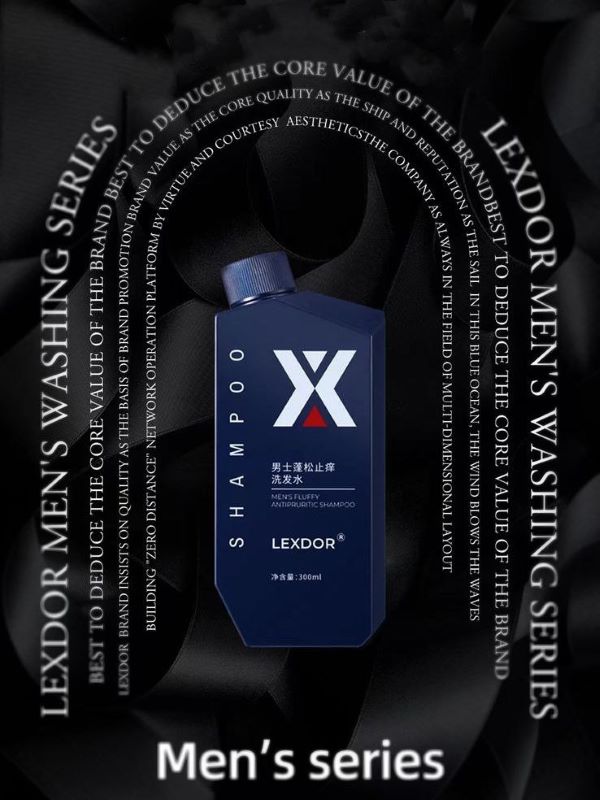 LEXDOR MEN'S WASHING SERIES
BEST TO DEDUCE THE CORE VALUE OF THE BRAND BEST TO DEDUCE THE CORE VALUE OF THE BRANDBEST TO DEDUCE THE CORE VALUE OF THE BRAND
LEXDOR BRAND INSISTS ON QUALITY AS THE BASIS OF BRAND PROMOTION BRAND VALUE AS THE CORE QUALITY AS THE SHIP AND REPUTATION AS THE SAIL IN THIS BLUE OCEAN, THE WIND BLOWS THE WAVES
BUILDING "ZERO DISTANCE" NETWORK OPERATION PLATFORM BY VIRTUE AND COURTESY AESTHETICSTHE COMPANY AS ALWAYS IN THE FIELD OF MULTI-DIMENSIONAL LAYOUT
LEXDOR MEN'S WASHING SERIES
SHAMPOO
X
男士蓬松止痒
洗发水
MEN'S FLUFFY
ANTIPRURITIC SHAMPOO
LEXDOR®
净含量：300ml
Men's series